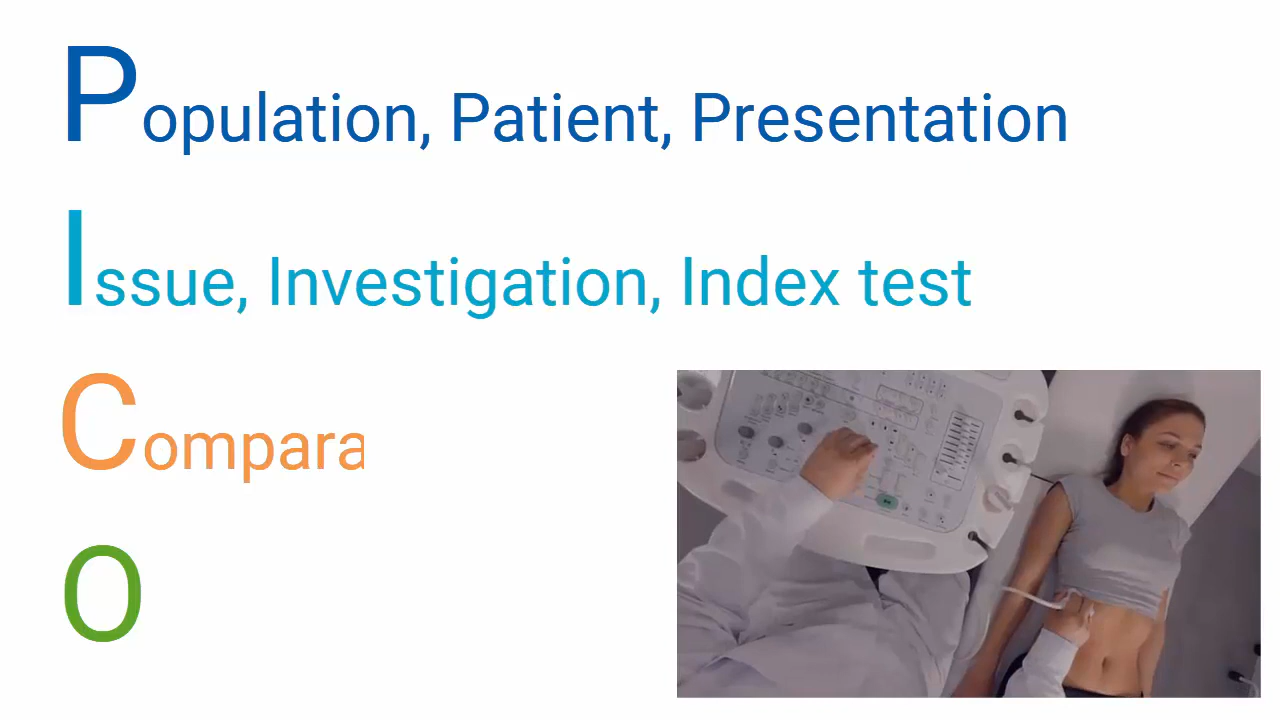 Population, Patient, Presentation
Issue, Investigation, Index test
Compara
O